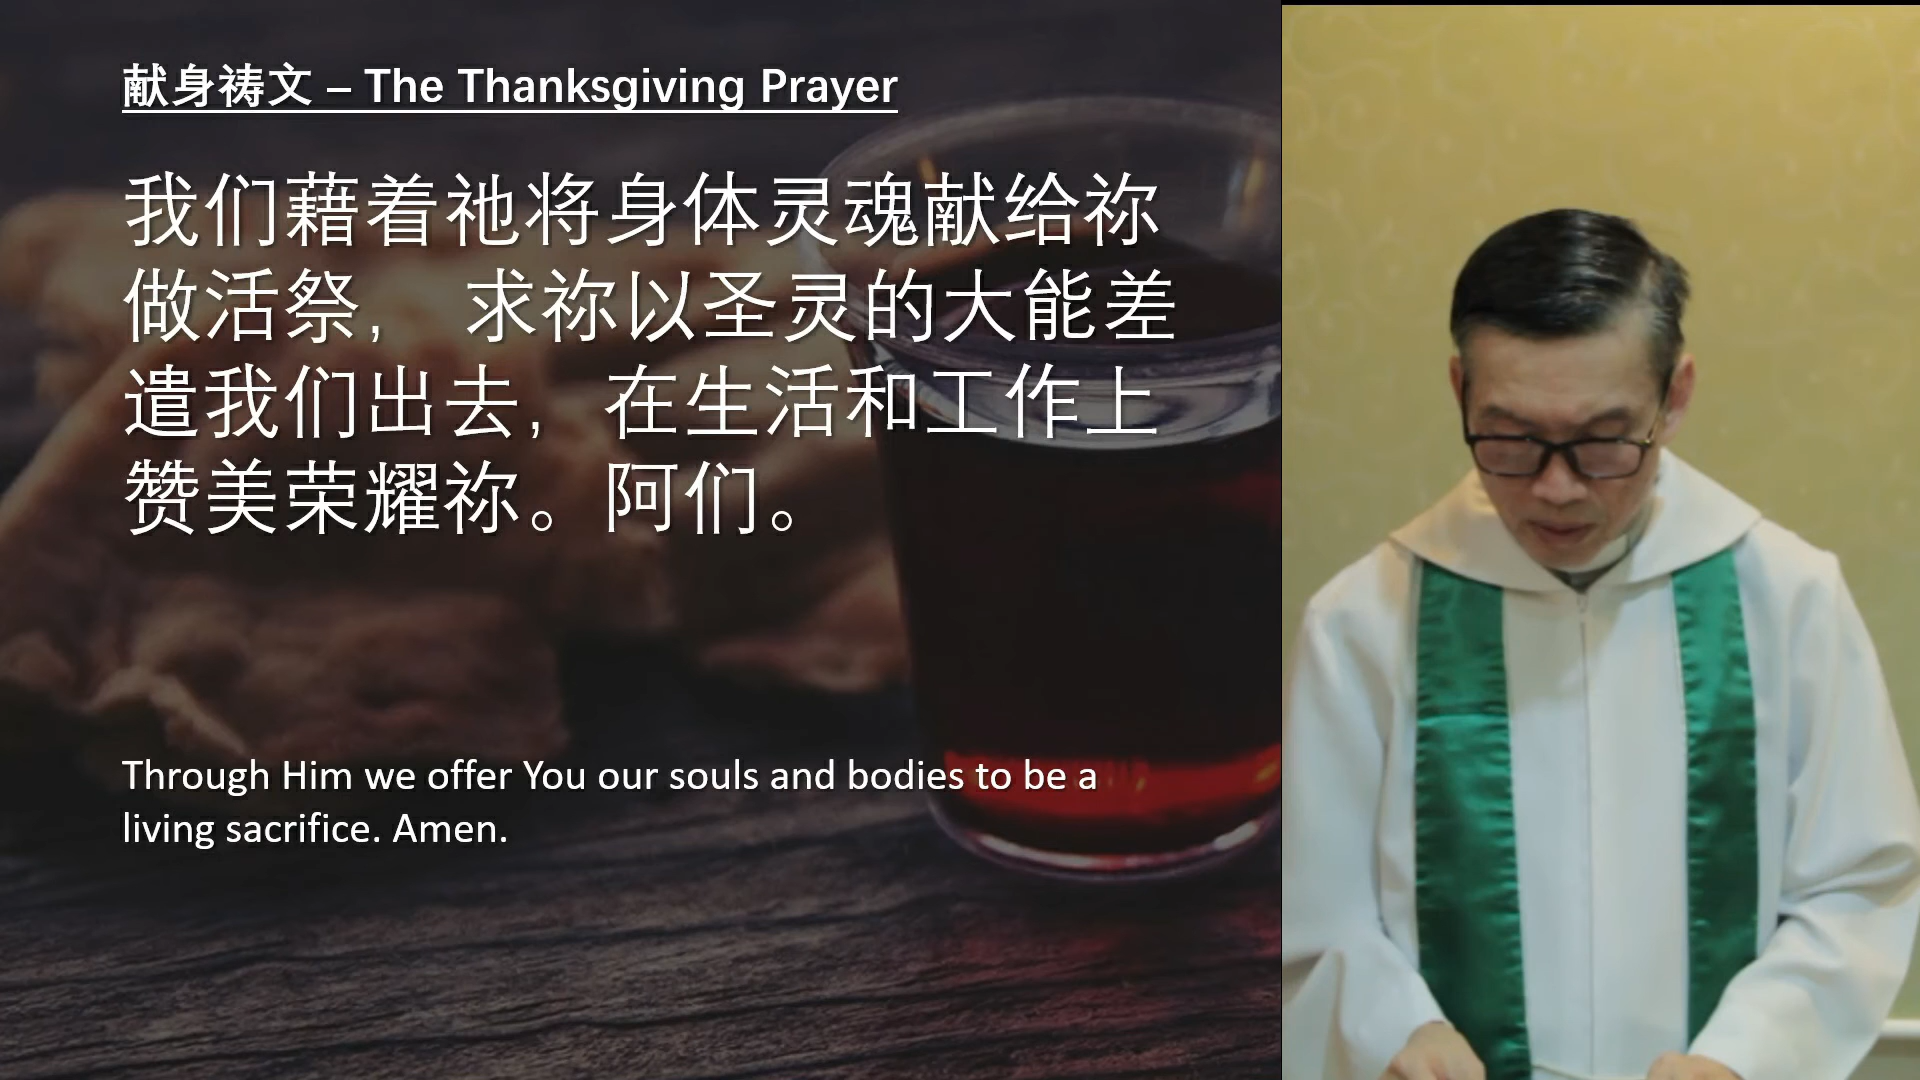 献身祷文 – The Thanksgiving Prayer
我们藉着祂将身体灵魂献给祢
做活祭， 求祢以圣灵的大能差
遣我们出去，在生活和工作上
赞美荣耀祢。阿们。
Through Him we offer You our souls and bodies to be a
living sacrifice. Amen.